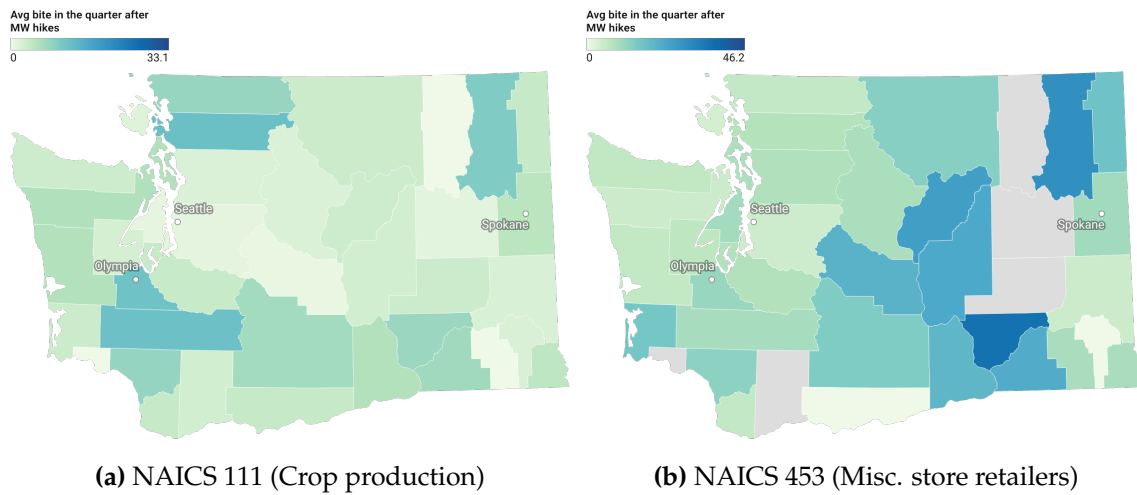 Avg bite in the quarter after
MW hikes
0 33.1
Seattle
Spokane
Olympia
(a) NAICS 111 (Crop production)
Avg bite in the quarter after
MW hikes
0 46.2
Seattle
Spokane
Olympia
(b) NAICS 453 (Misc. store retailers)